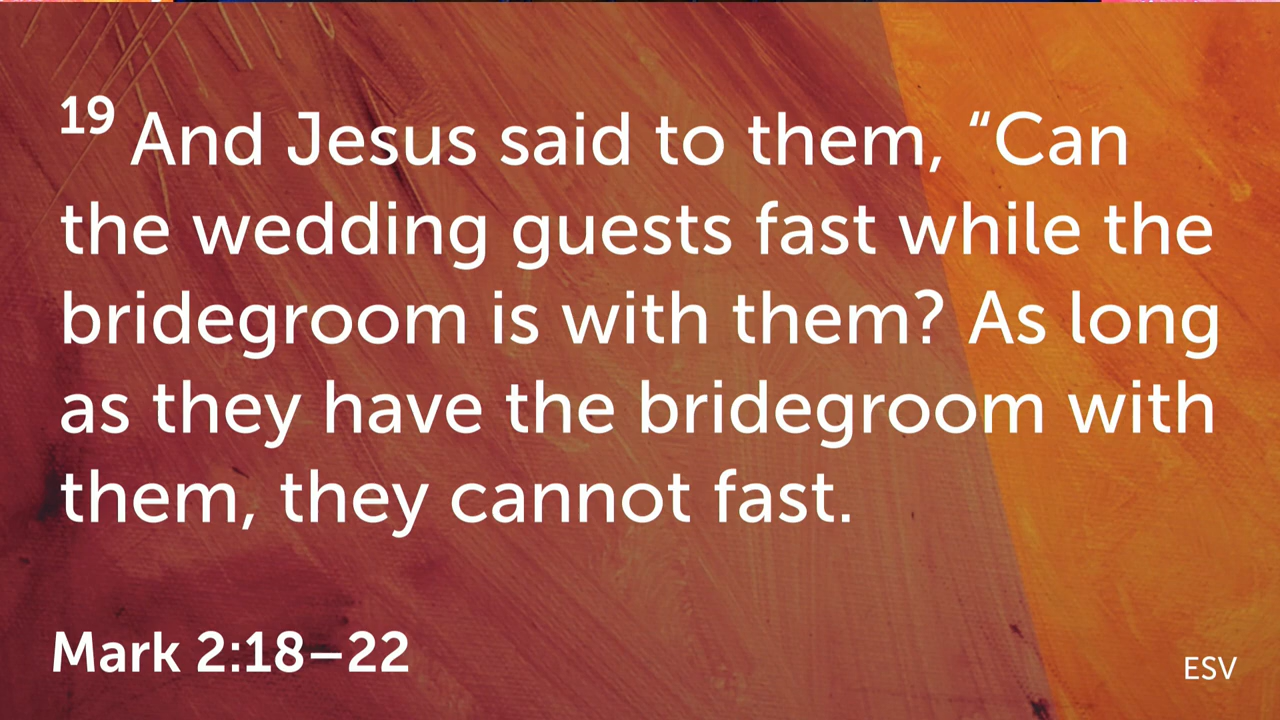 19 And Jesus said to them, “Can
the wedding guests fast while the
bridegroom is with them? As long
as they have the bridegroom with
them, they cannot fast.
Mark 2:18–22
ESV